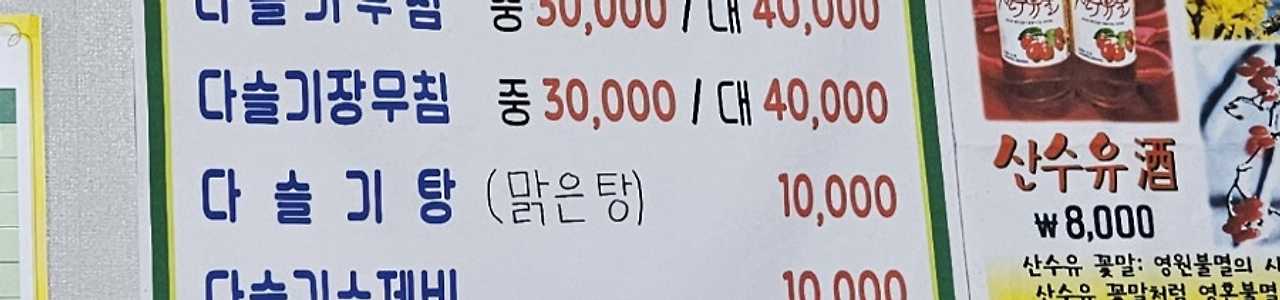 다슬기무침 중 30,000 / 대 40,000
다슬기장무침 중 30,000 / 대 40,000
다슬기탕 (맑은탕) 10,000
다슬기수제비 10,000
산수유酒
₩8,000
산수유 꽃말: 영원불멸의
산수유 꽃말처럼 영혼불멸